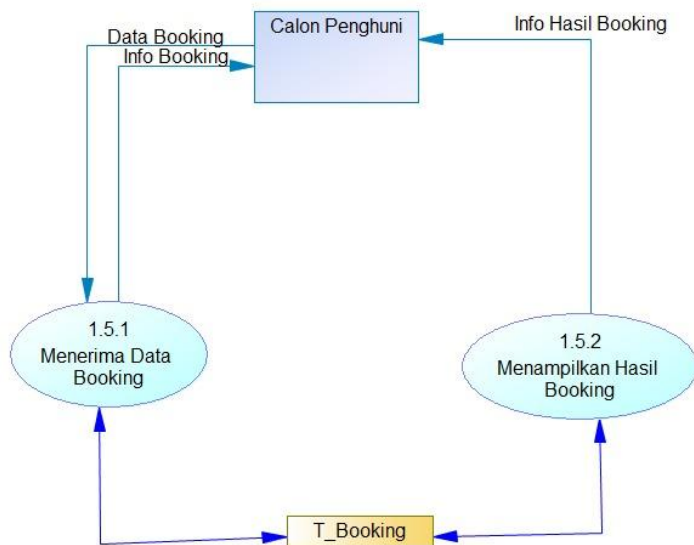 Calon Penghuni
Info Hasil Booking
Data Booking
Info Booking
1.5.1
Menerima Data
Booking
1.5.2
Menampilkan Hasil
Booking
T_Booking